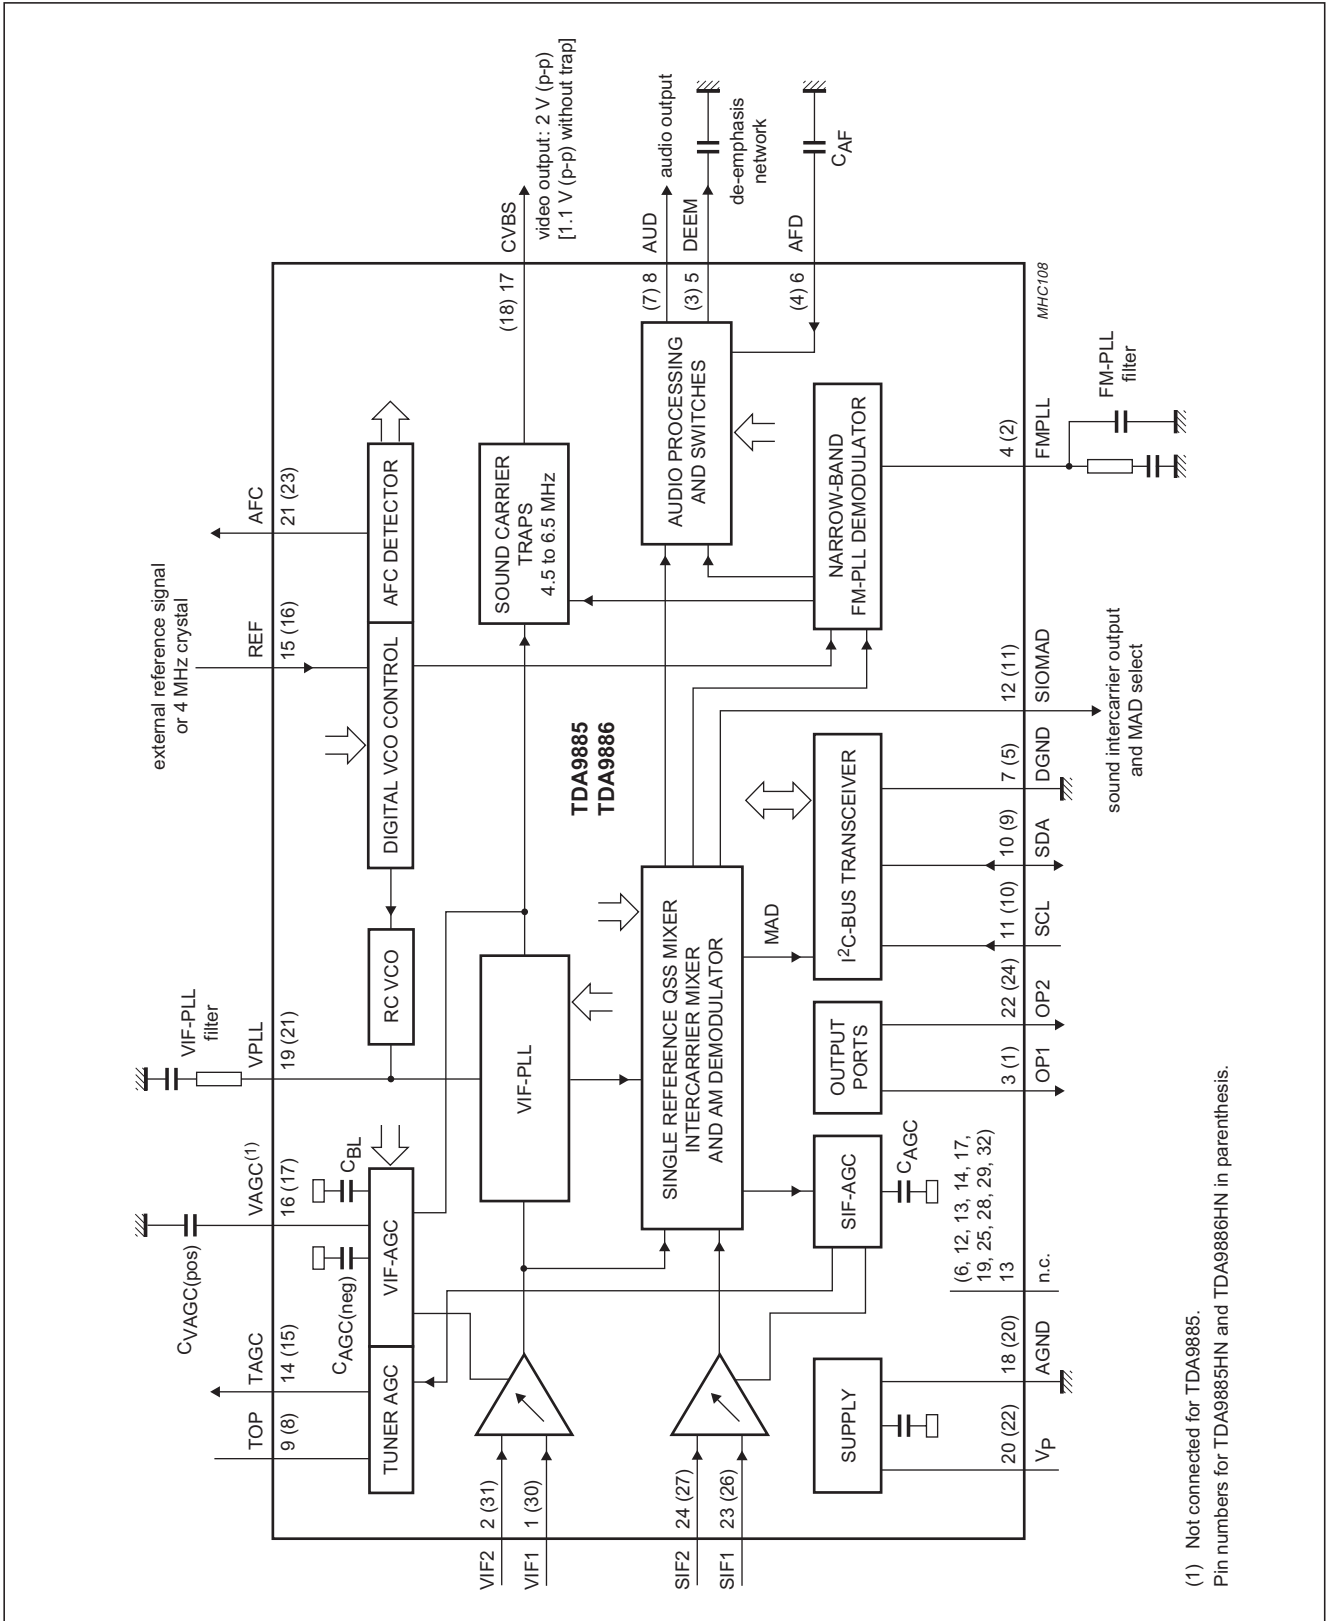 external reference signal
or 4 MHz crystal
VIF-PLL
filter
CVAGC(pos)
TOP
9 (8)
TAGC
14 (15)
VAGC(1)
16 (17)
VPLL
19 (21)
REF
15 (16)
AFC
21 (23)
CBL
CAGC(neg)
TUNER AGC
VIF-AGC
RC VCO
DIGITAL VCO CONTROL
AFC DETECTOR
VIF2
2 (31)
VIF1
1 (30)
VIF-PLL
SOUND CARRIER
TRAPS
4.5 to 6.5 MHz
(18) 17
CVBS
video output: 2 V (p-p)
[1.1 V (p-p) without trap]
TDA9885
TDA9886
SIF2
24 (27)
SIF1
23 (26)
SINGLE REFERENCE QSS MIXER
INTERCARRIER MIXER
AND AM DEMODULATOR
AUDIO PROCESSING
AND SWITCHES
(7) 8
AUD
audio output
(3) 5
DEEM
de-emphasis
network
(4) 6
AFD
CAF
MAD
SUPPLY
SIF-AGC
CAGC
OUTPUT
PORTS
I2C-BUS TRANSCEIVER
NARROW-BAND
FM-PLL DEMODULATOR
20 (22)
VP
18 (20)
AGND
(6, 12, 13, 14, 17,
19, 25, 28, 29, 32)
13
n.c.
3 (1)
OP1
22 (24)
OP2
11 (10)
SCL
10 (9)
SDA
7 (5)
DGND
12 (11)
SIOMAD
4 (2)
FMPLL
MHC108
sound intercarrier output
and MAD select
FM-PLL
filter
(1) Not connected for TDA9885.
Pin numbers for TDA9885HN and TDA9886HN in parenthesis.